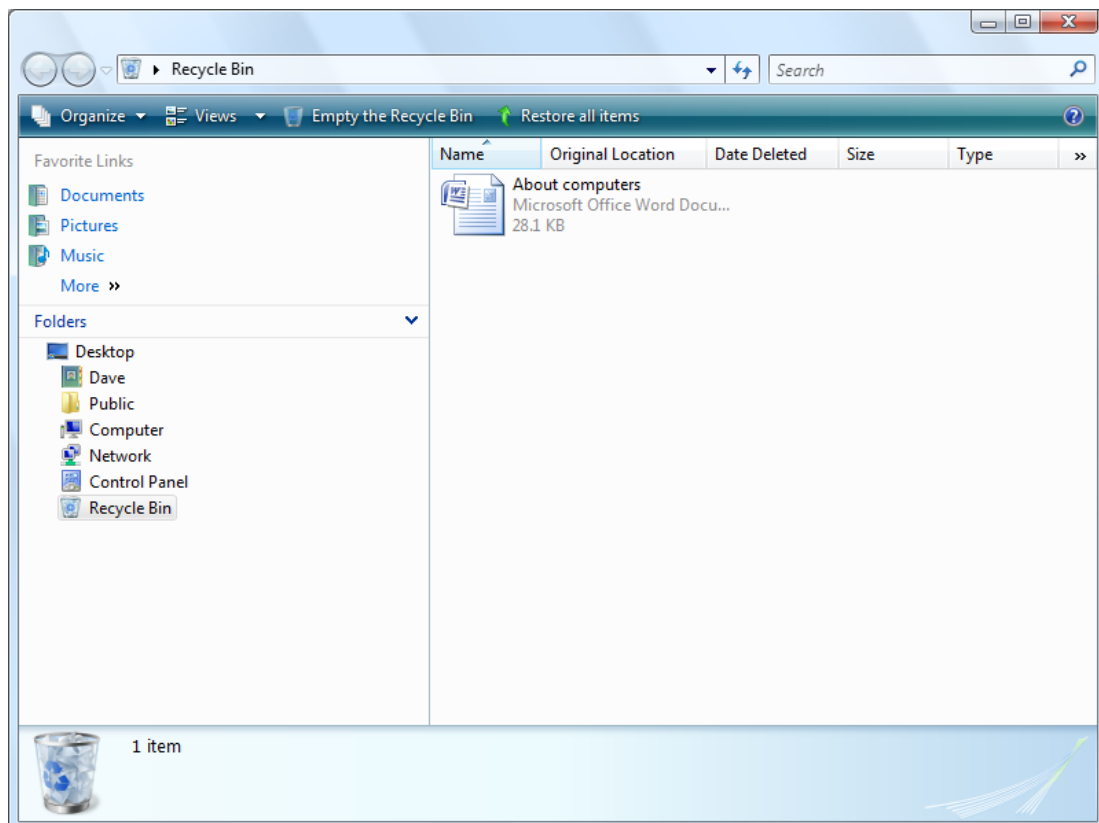 Recycle Bin
Search
Organize Views Empty the Recycle Bin Restore all items
Favorite Links
Documents
Pictures
Music
More »
Folders
Desktop
Dave
Public
Computer
Network
Control Panel
Recycle Bin
Name Original Location Date Deleted Size Type »
About computers
Microsoft Office Word Docu...
28.1 KB
1 item